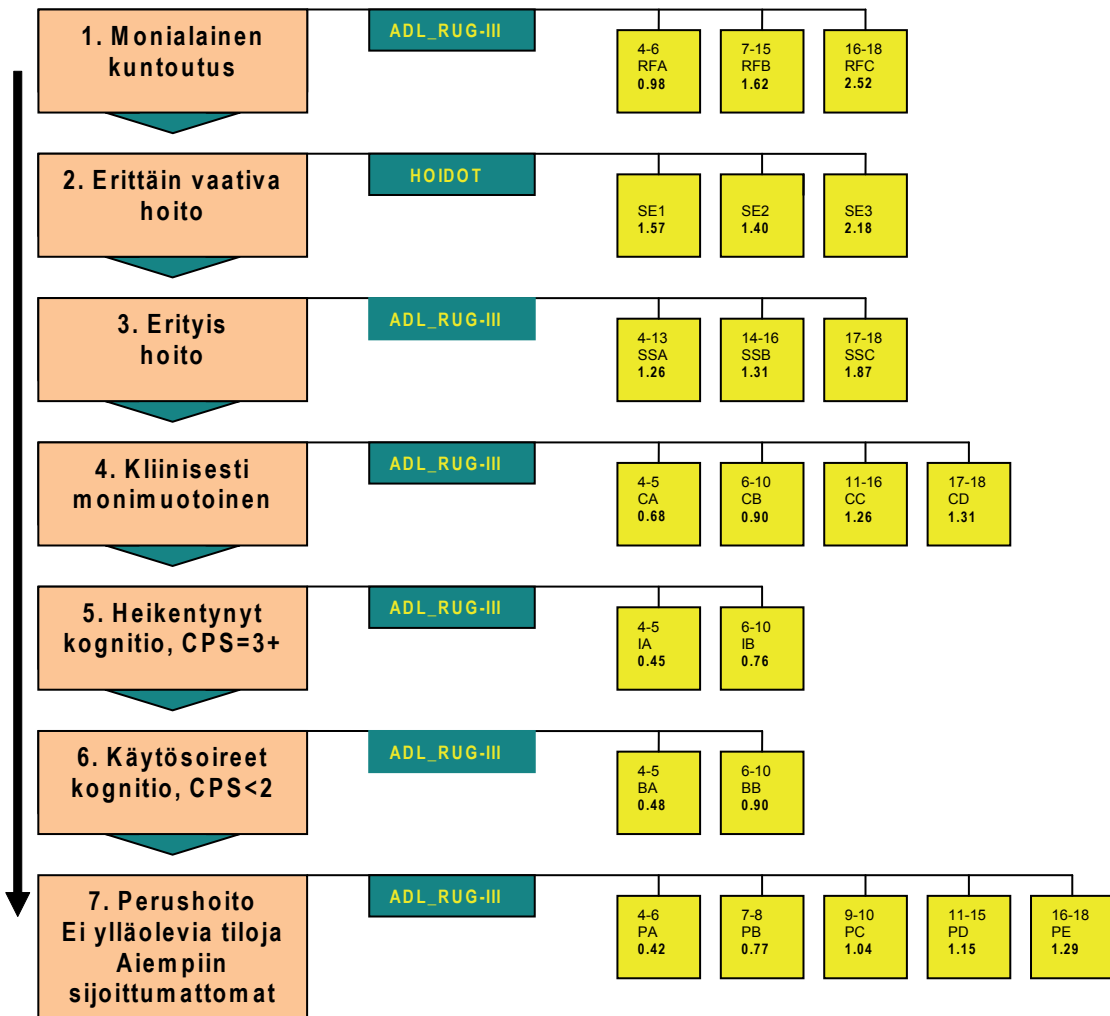 1. Monialainen
kuntoutus
ADL_RUG-III
4-6
RFA
0.98
7-15
RFB
1.62
16-18
RFC
2.52
2. Erittäin vaativa
hoito
HOIDOT
SE1
1.57
SE2
1.40
SE3
2.18
3. Erityis
hoito
ADL_RUG-III
4-13
SSA
1.26
14-16
SSB
1.31
17-18
SSC
1.87
4. Kliinisesti
monimuotoinen
ADL_RUG-III
4-5
CA
0.68
6-10
CB
0.90
11-16
CC
1.26
17-18
CD
1.31
5. Heikentynyt
kognitio, CPS=3+
ADL_RUG-III
4-5
IA
0.45
6-10
IB
0.76
6. Käytösoireet
kognitio, CPS<2
ADL_RUG-III
4-5
BA
0.48
6-10
BB
0.90
7. Perushoito
Ei ylläolevia tiloja
Aiempiin
sijoittumattomat
ADL_RUG-III
4-6
PA
0.42
7-8
PB
0.77
9-10
PC
1.04
11-15
PD
1.15
16-18
PE
1.29